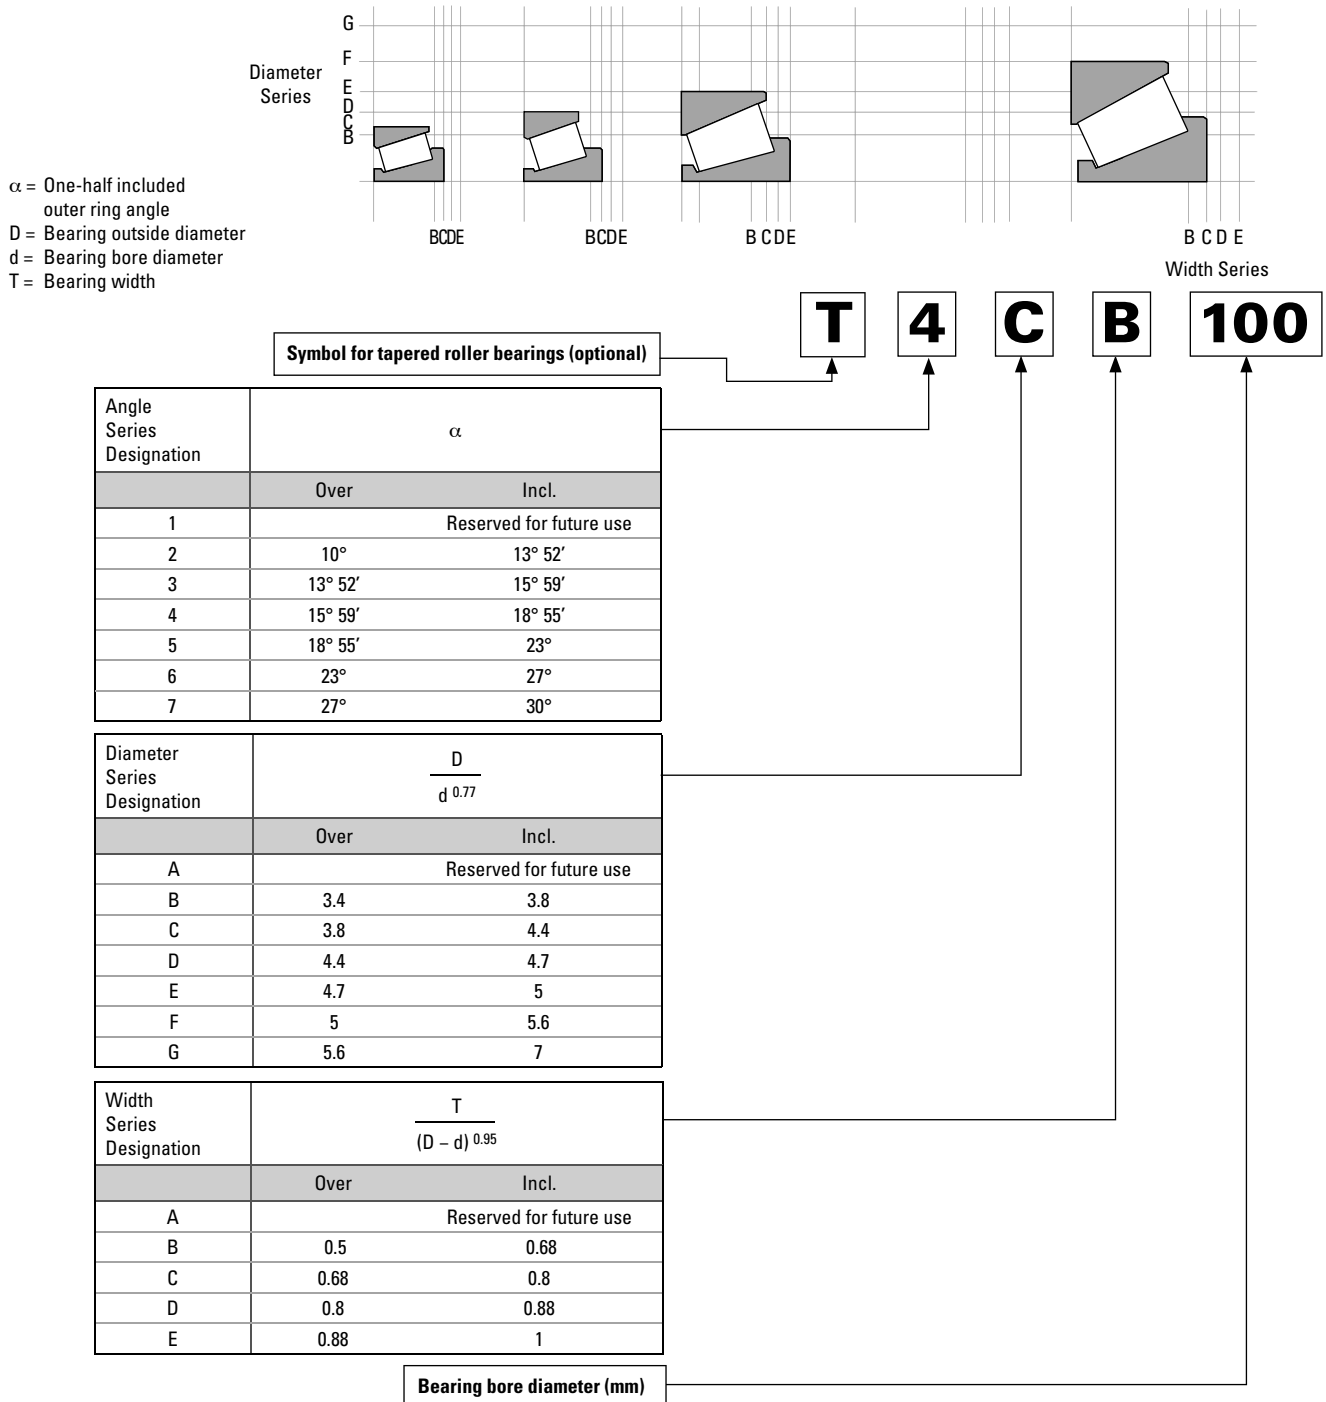 G
F
Diameter
Series
E
D
C
B
α = One-half included
outer ring angle
D = Bearing outside diameter
d = Bearing bore diameter
T = Bearing width
BCDE BCDE B C D E B C D E
Width Series
T 4 C B 100
Symbol for tapered roller bearings (optional)
Angle
Series
Designation
α
Over Incl.
1 Reserved for future use
2 10° 13° 52′
3 13° 52′ 15° 59′
4 15° 59′ 18° 55′
5 18° 55′ 23°
6 23° 27°
7 27° 30°
Diameter
Series
Designation
D
d 0.77
Over Incl.
A Reserved for future use
B 3.4 3.8
C 3.8 4.4
D 4.4 4.7
E 4.7 5
F 5 5.6
G 5.6 7
Width
Series
Designation
T
(D – d) 0.95
Over Incl.
A Reserved for future use
B 0.5 0.68
C 0.68 0.8
D 0.8 0.88
E 0.88 1
Bearing bore diameter (mm)